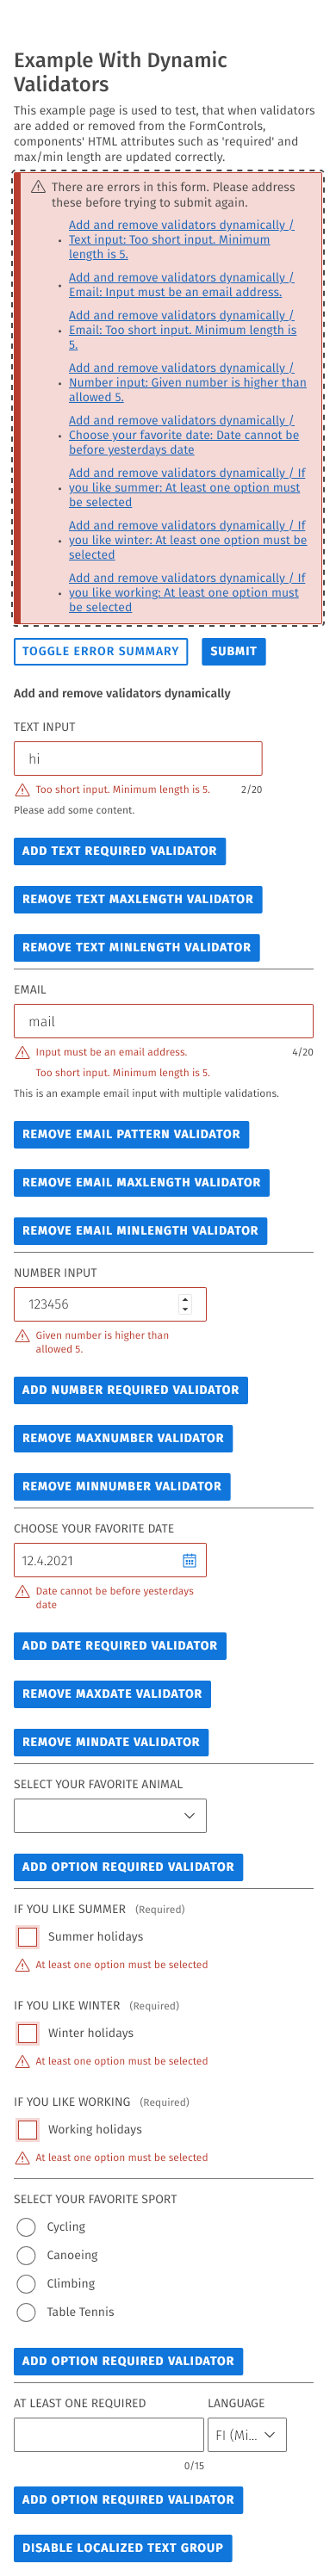 Example With Dynamic
Validators
This example page is used to test, that when validators
are added or removed from the FormControls,
components' HTML attributes such as 'required' and
max/min length are updated correctly.
There are errors in this form. Please address
these before trying to submit again.
Add and remove validators dynamically /
Text input: Too short input. Minimum
length is 5.
Add and remove validators dynamically /
Email: Input must be an email address.
Add and remove validators dynamically /
Email: Too short input. Minimum length is
5.
Add and remove validators dynamically /
Number input: Given number is higher than
allowed 5.
Add and remove validators dynamically /
Choose your favorite date: Date cannot be
before yesterdays date
Add and remove validators dynamically / If
you like summer: At least one option must
be selected
Add and remove validators dynamically / If
you like winter: At least one option must be
selected
Add and remove validators dynamically / If
you like working: At least one option must
be selected
TOGGLE ERROR SUMMARY SUBMIT
Add and remove validators dynamically
TEXT INPUT
hi
Too short input. Minimum length is 5. 2/20
Please add some content.
ADD TEXT REQUIRED VALIDATOR
REMOVE TEXT MAXLENGTH VALIDATOR
REMOVE TEXT MINLENGTH VALIDATOR
EMAIL
mail
Input must be an email address. 4/20
Too short input. Minimum length is 5.
This is an example email input with multiple validations.
REMOVE EMAIL PATTERN VALIDATOR
REMOVE EMAIL MAXLENGTH VALIDATOR
REMOVE EMAIL MINLENGTH VALIDATOR
NUMBER INPUT
123456
Given number is higher than
allowed 5.
ADD NUMBER REQUIRED VALIDATOR
REMOVE MAXNUMBER VALIDATOR
REMOVE MINNUMBER VALIDATOR
CHOOSE YOUR FAVORITE DATE
12.4.2021
Date cannot be before yesterdays
date
ADD DATE REQUIRED VALIDATOR
REMOVE MAXDATE VALIDATOR
REMOVE MINDATE VALIDATOR
SELECT YOUR FAVORITE ANIMAL
ADD OPTION REQUIRED VALIDATOR
IF YOU LIKE SUMMER (Required)
Summer holidays
At least one option must be selected
IF YOU LIKE WINTER (Required)
Winter holidays
At least one option must be selected
IF YOU LIKE WORKING (Required)
Working holidays
At least one option must be selected
SELECT YOUR FAVORITE SPORT
Cycling
Canoeing
Climbing
Table Tennis
ADD OPTION REQUIRED VALIDATOR
AT LEAST ONE REQUIRED LANGUAGE
FI (Mi...
0/15
ADD OPTION REQUIRED VALIDATOR
DISABLE LOCALIZED TEXT GROUP